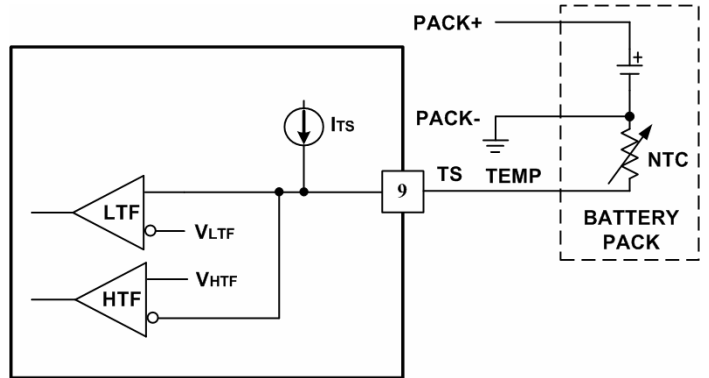 PACK+
ITS
PACK-
NTC
TS
TEMP
9
LTF
VLTF
BATTERY
PACK
VHTF
HTF